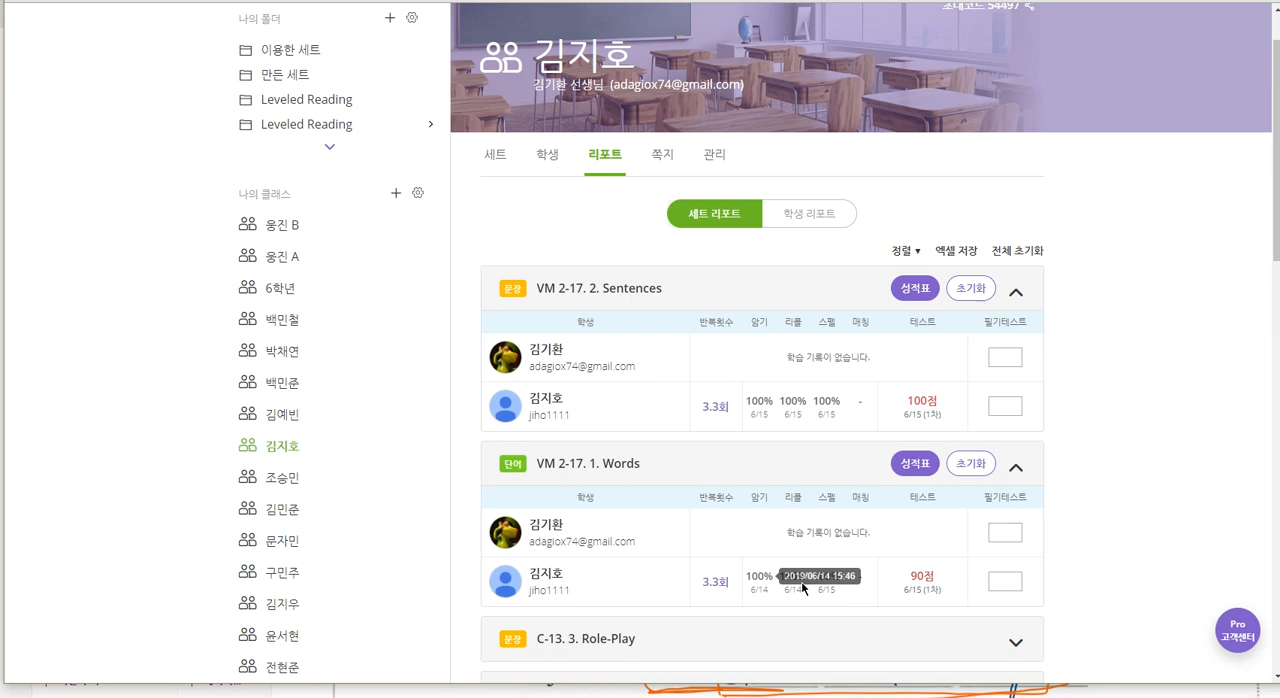 나의 폴더
이용한 세트
만든 세트
Leveled Reading
Leveled Reading
나의 클래스
웅진 B
웅진 A
6학년
백민철
박채연
백민준
김예빈
김지호
조승민
김민준
문자민
구민주
김지우
윤서현
전현준
초대코드 54497
김지호
김기환 선생님 (adagiox74@gmail.com)
세트 학생 리포트 쪽지 관리
세트 리포트 학생 리포트
정렬 ▼ 엑셀 저장 전체 초기화
문장 VM 2-17. 2. Sentences 성적표 초기화
학생 반복횟수 암기 리콜 스펠 매칭 테스트 필기테스트
김기환
adagiox74@gmail.com
학습 기록이 없습니다.
김지호
jiho1111
3.3회 100% 100% 100% - 100점
6/15 6/15 6/15 6/15 (1차)
단어 VM 2-17. 1. Words 성적표 초기화
학생 반복횟수 암기 리콜 스펠 매칭 테스트 필기테스트
김기환
adagiox74@gmail.com
학습 기록이 없습니다.
김지호
jiho1111
3.3회 100% 2019/06/14 15:46 90점
6/14 6/14 6/15 6/15 (1차)
문장 C-13. 3. Role-Play
Pro
고객센터